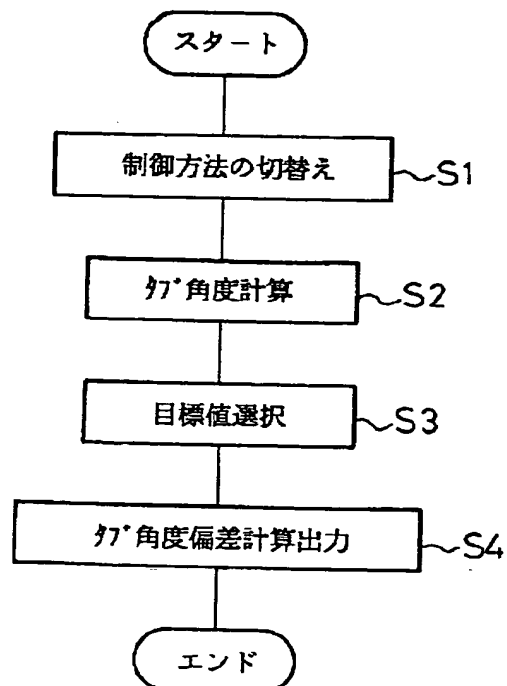 スタート
制御方法の切替え
S1
ﾀﾌﾞ角度計算
S2
目標値選択
S3
ﾀﾌﾞ角度偏差計算出力
S4
エンド